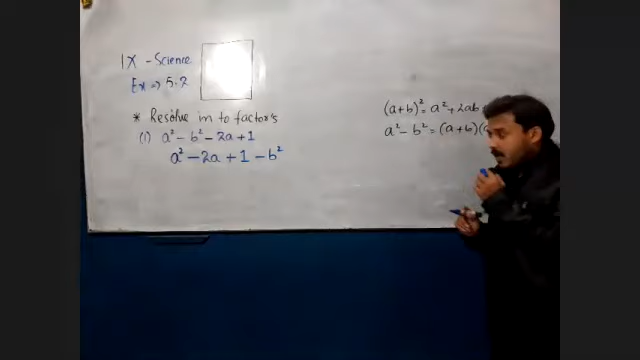 IX - Science
Ex => 5.2
* Resolve in to factor's
(1) a² - b² - 2a + 1
a² - 2a + 1 - b²
(a+b)² = a² + 2ab +
a² - b² = (a+b)(a